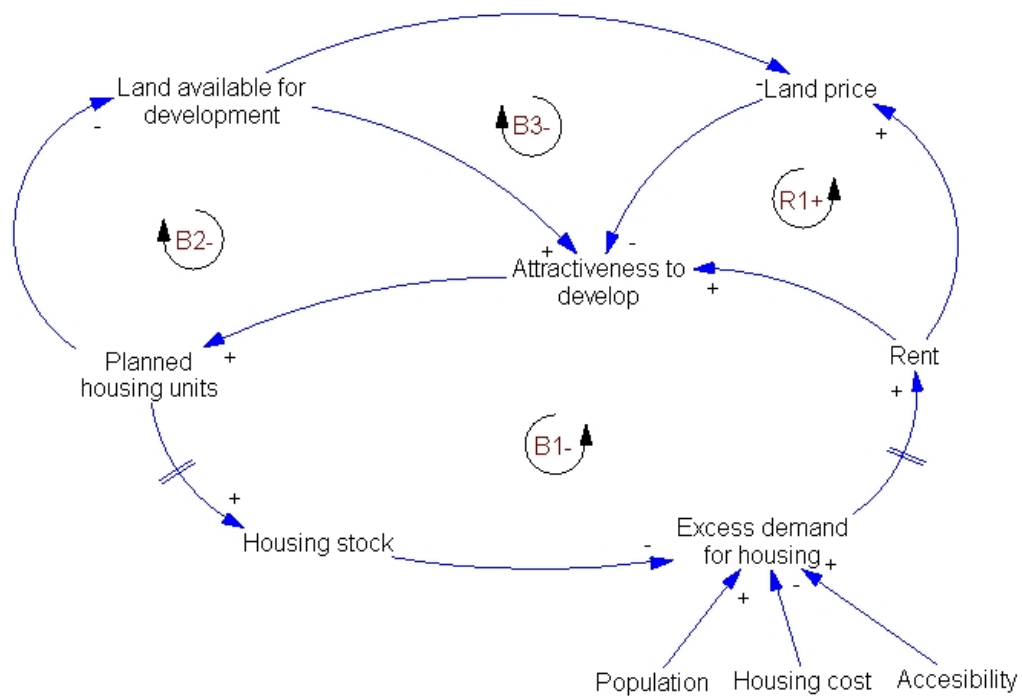 Land available for
development
-
-
Land price
B3-
+
R1+
B2-
+
-
Attractiveness to
develop
+
Planned
housing units
+
Rent
+
B1-
+
Housing stock
-
Excess demand
for housing
+
-
+
Population
Housing cost
Accesibility